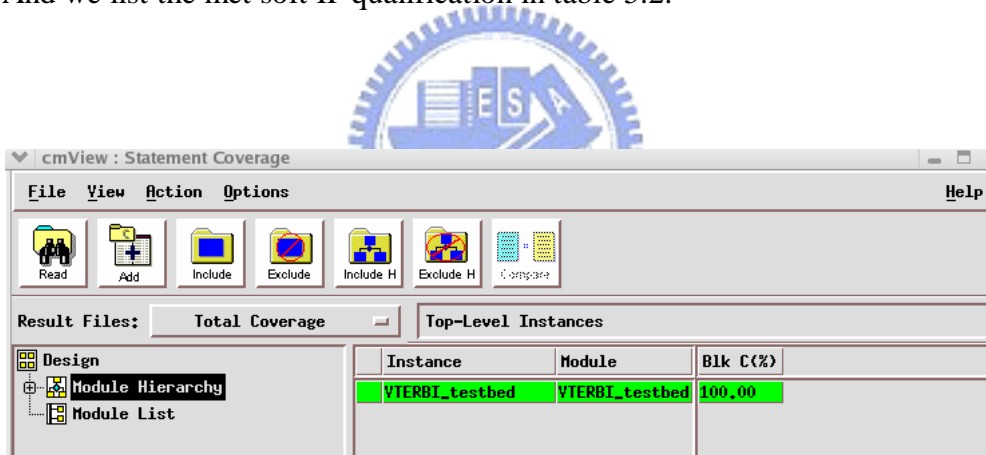 And we list the met soft IP qualification in table 3.2.
ESA
cmView : Statement Coverage
File View Action Options Help
Read Add Include Exclude Include H Exclude H Compare
Result Files: Total Coverage Top-Level Instances
Design
Module Hierarchy
Module List
Instance Module Blk C(%)
VTERBI_testbed VTERBI_testbed 100.00